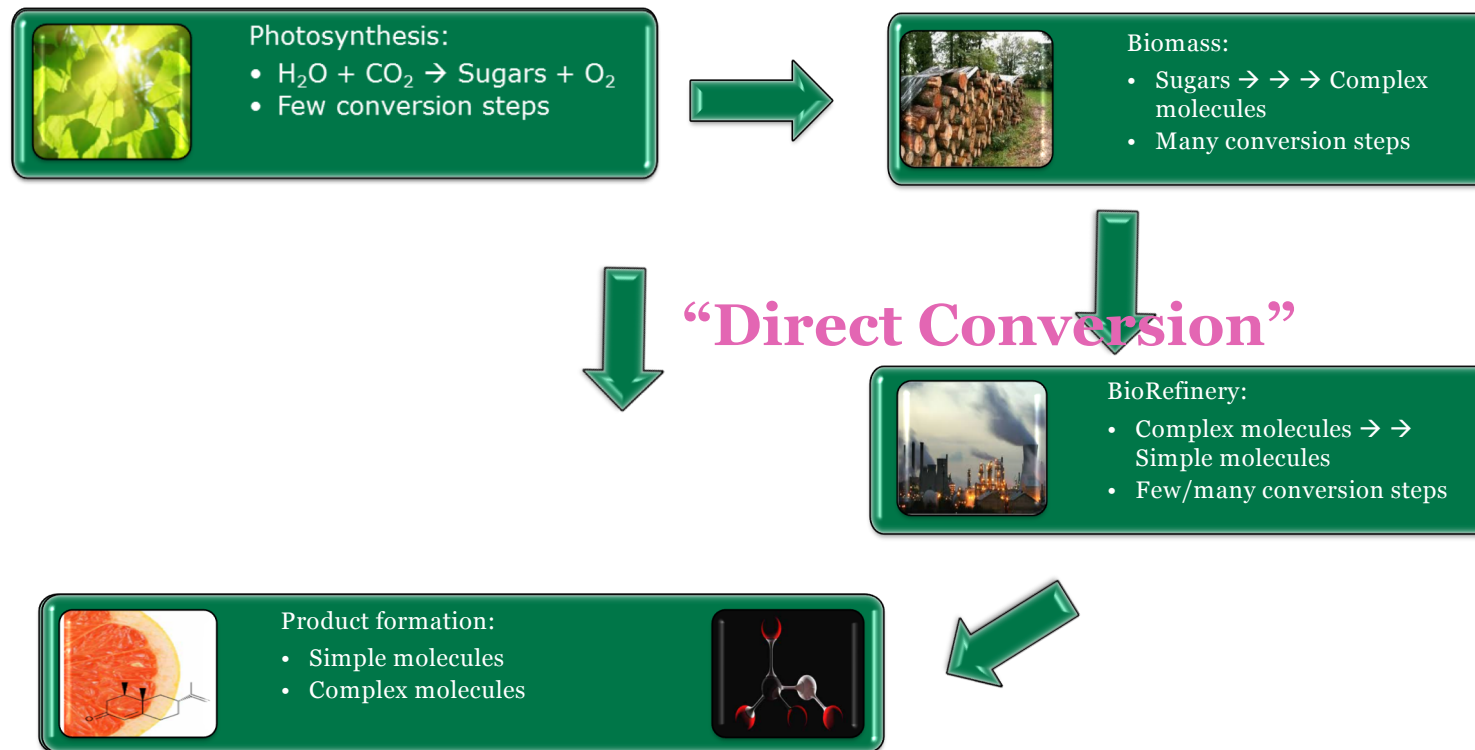 Photosynthesis:
• H₂O + CO₂ → Sugars + O₂
• Few conversion steps
Biomass:
• Sugars → → → Complex
molecules
• Many conversion steps
“Direct Conversion”
BioRefinery:
• Complex molecules → →
Simple molecules
• Few/many conversion steps
Product formation:
• Simple molecules
• Complex molecules
O